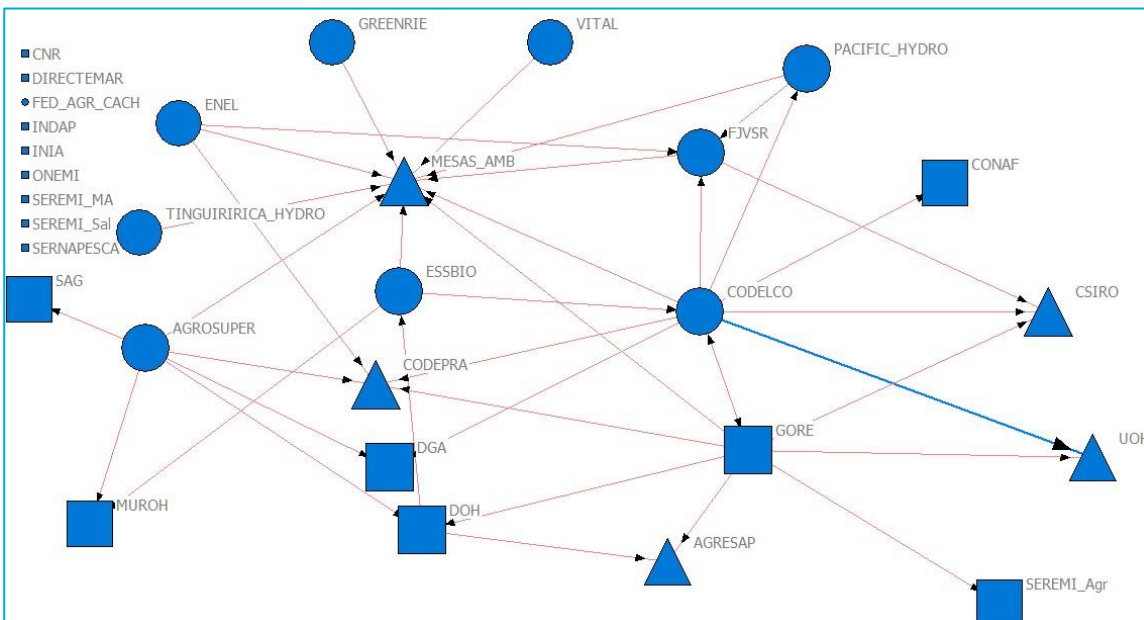 GREENRIE
VITAL
PACIFIC_HYDRO
CNR
DIRECTEMAR
FED_AGR_CACH
INDAP
INIA
ONEMI
SEREMI_MA
SEREMI_Sal
SERNAPESCA
ENEL
FJVSR
MESAS_AMB
CONAF
TINGUIRIRICA_HYDRO
SAG
ESSBIO
CODELCO
CSIRO
AGROSUPER
CODEPRA
GORE
UOH
DGA
MUROH
DOH
AGRESAP
SEREMI_Agr